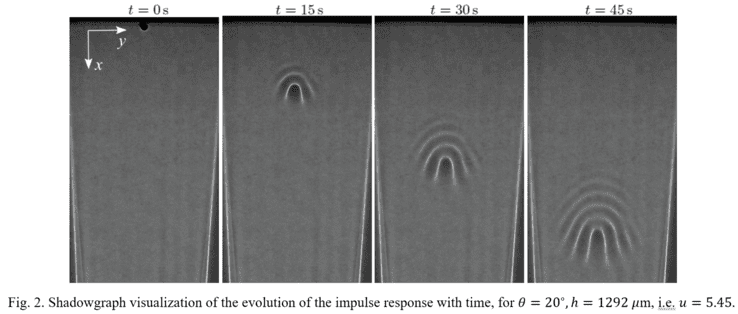 t = 0 s t = 15 s t = 30 s t = 45 s
y
x
Fig. 2. Shadowgraph visualization of the evolution of the impulse response with time, for θ = 20°, h = 1292 μm, i.e. u = 5.45.